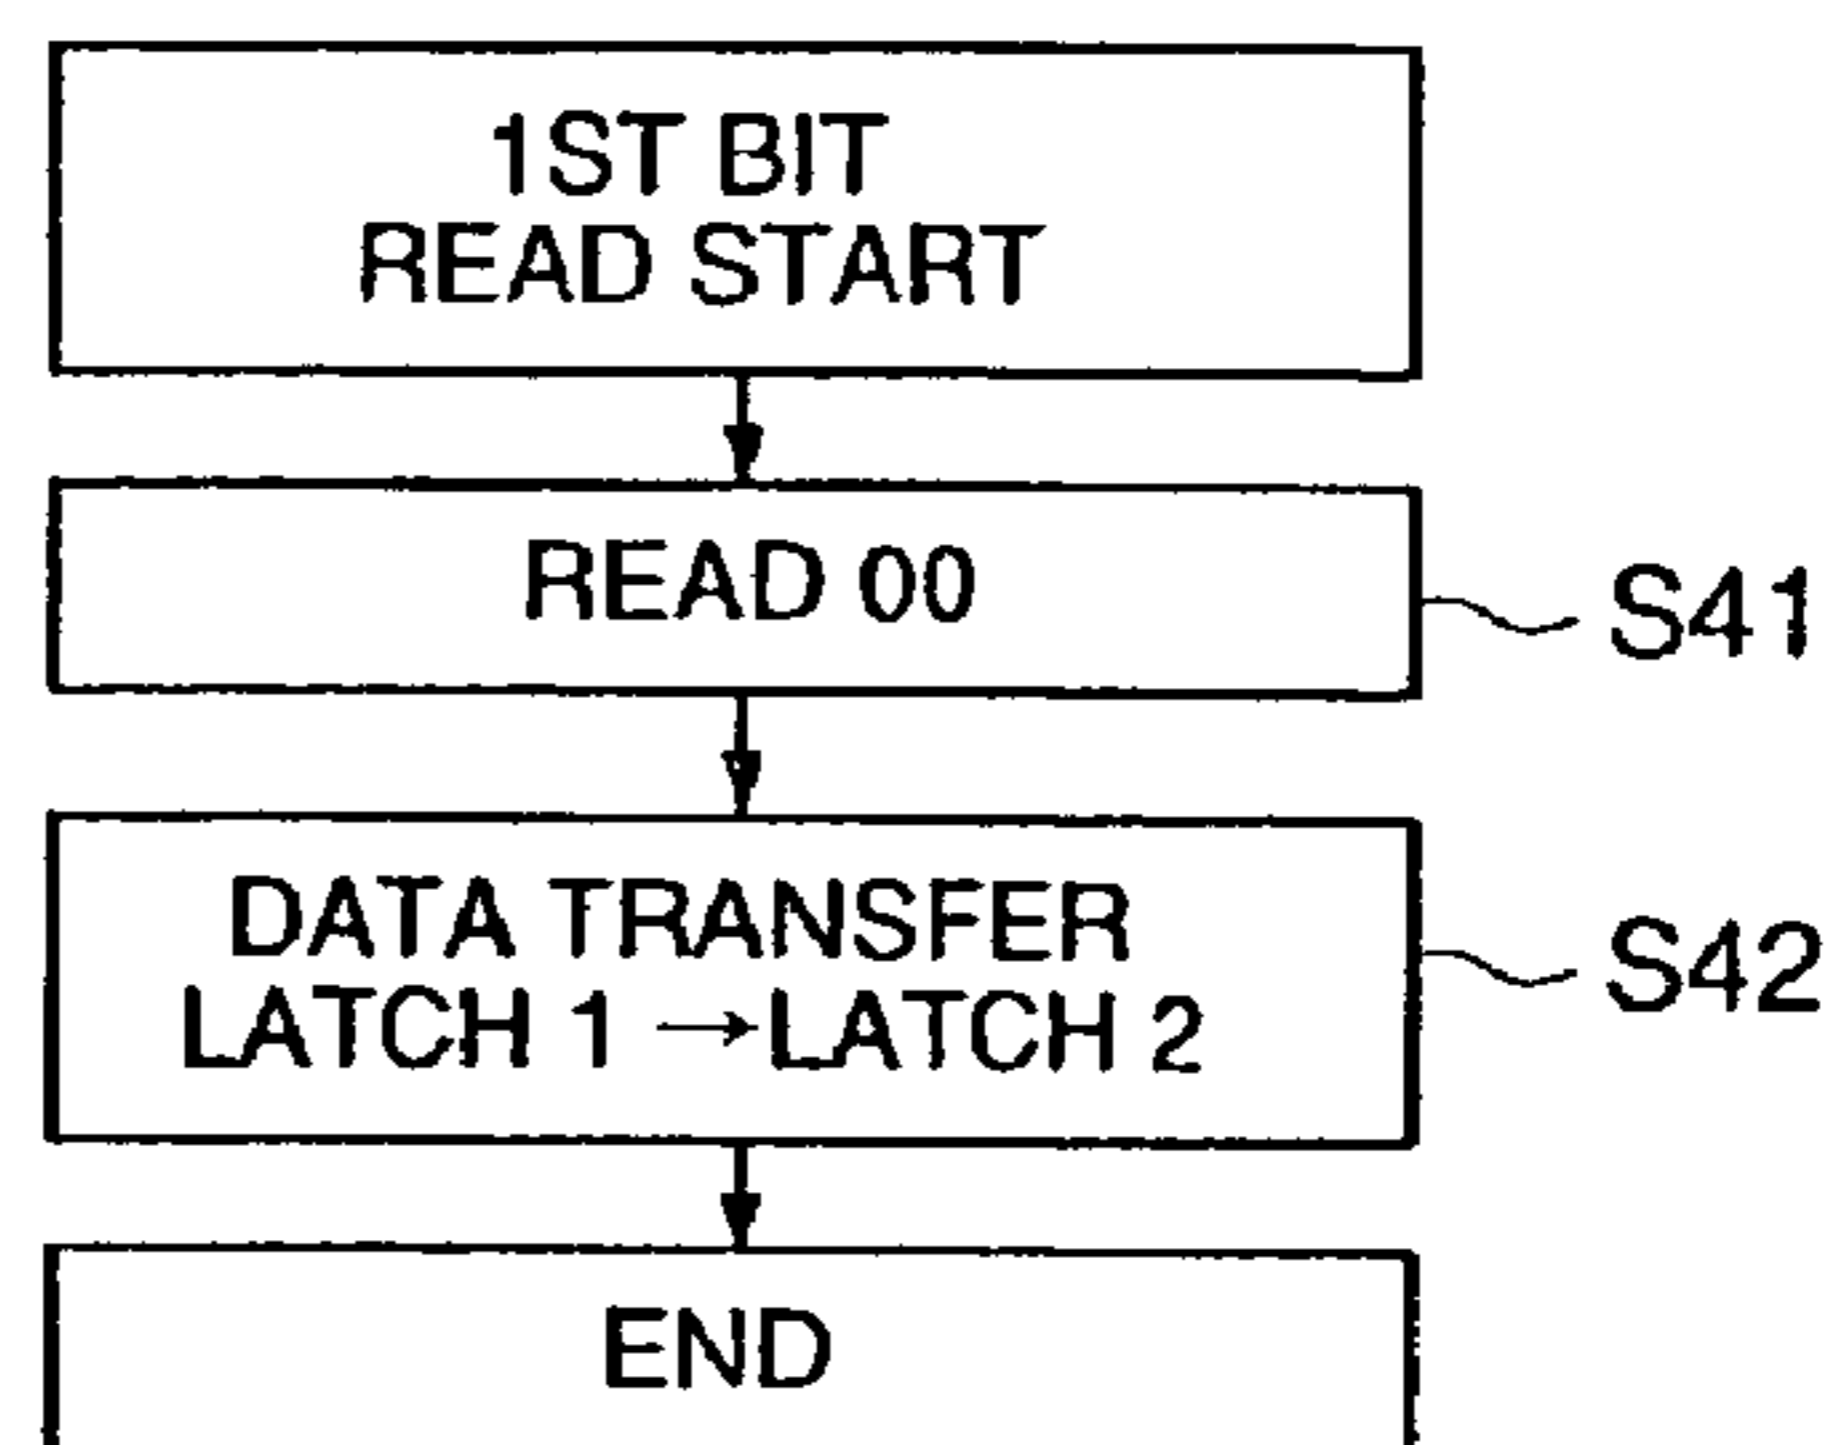 1ST BIT
READ START
READ 00
S41
DATA TRANSFER
LATCH 1 → LATCH 2
S42
END